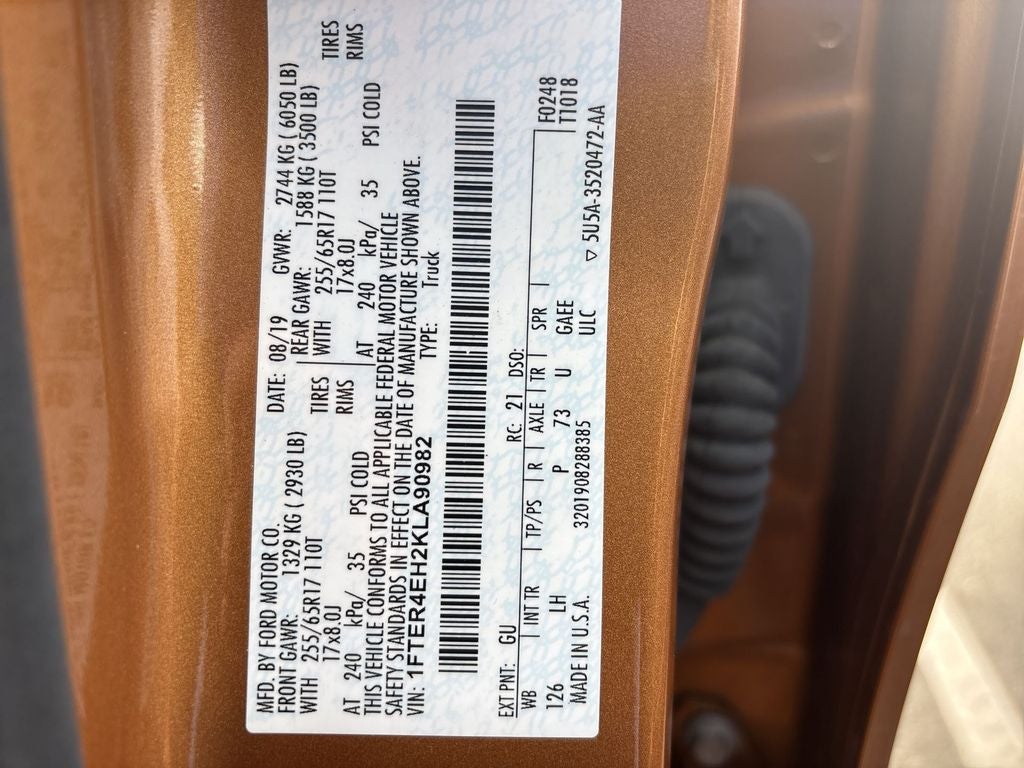 MFD. BY FORD MOTOR CO. DATE: 08/19 GVWR: 2744 KG ( 6050 LB)
FRONT GAWR: 1329 KG ( 2930 LB) REAR GAWR: 1588 KG ( 3500 LB)
WITH 255/65R17 110T TIRES WITH 255/65R17 110T TIRES
17x8.0J RIMS 17x8.0J RIMS
AT 240 kPa/ 35 PSI COLD AT 240 kPa/ 35 PSI COLD
THIS VEHICLE CONFORMS TO ALL APPLICABLE FEDERAL MOTOR VEHICLE
SAFETY STANDARDS IN EFFECT ON THE DATE OF MANUFACTURE SHOWN ABOVE.
VIN: 1FTER4EH2KLA90982 TYPE: Truck
EXT PNT: GU RC: 21 DSO: F0248
WB INT TR TP/PS R AXLE TR SPR TT018
126 LH P 73 U GAEE
MADE IN U.S.A. 3201908288385 ULC ▽ 5U5A-3520472-AA